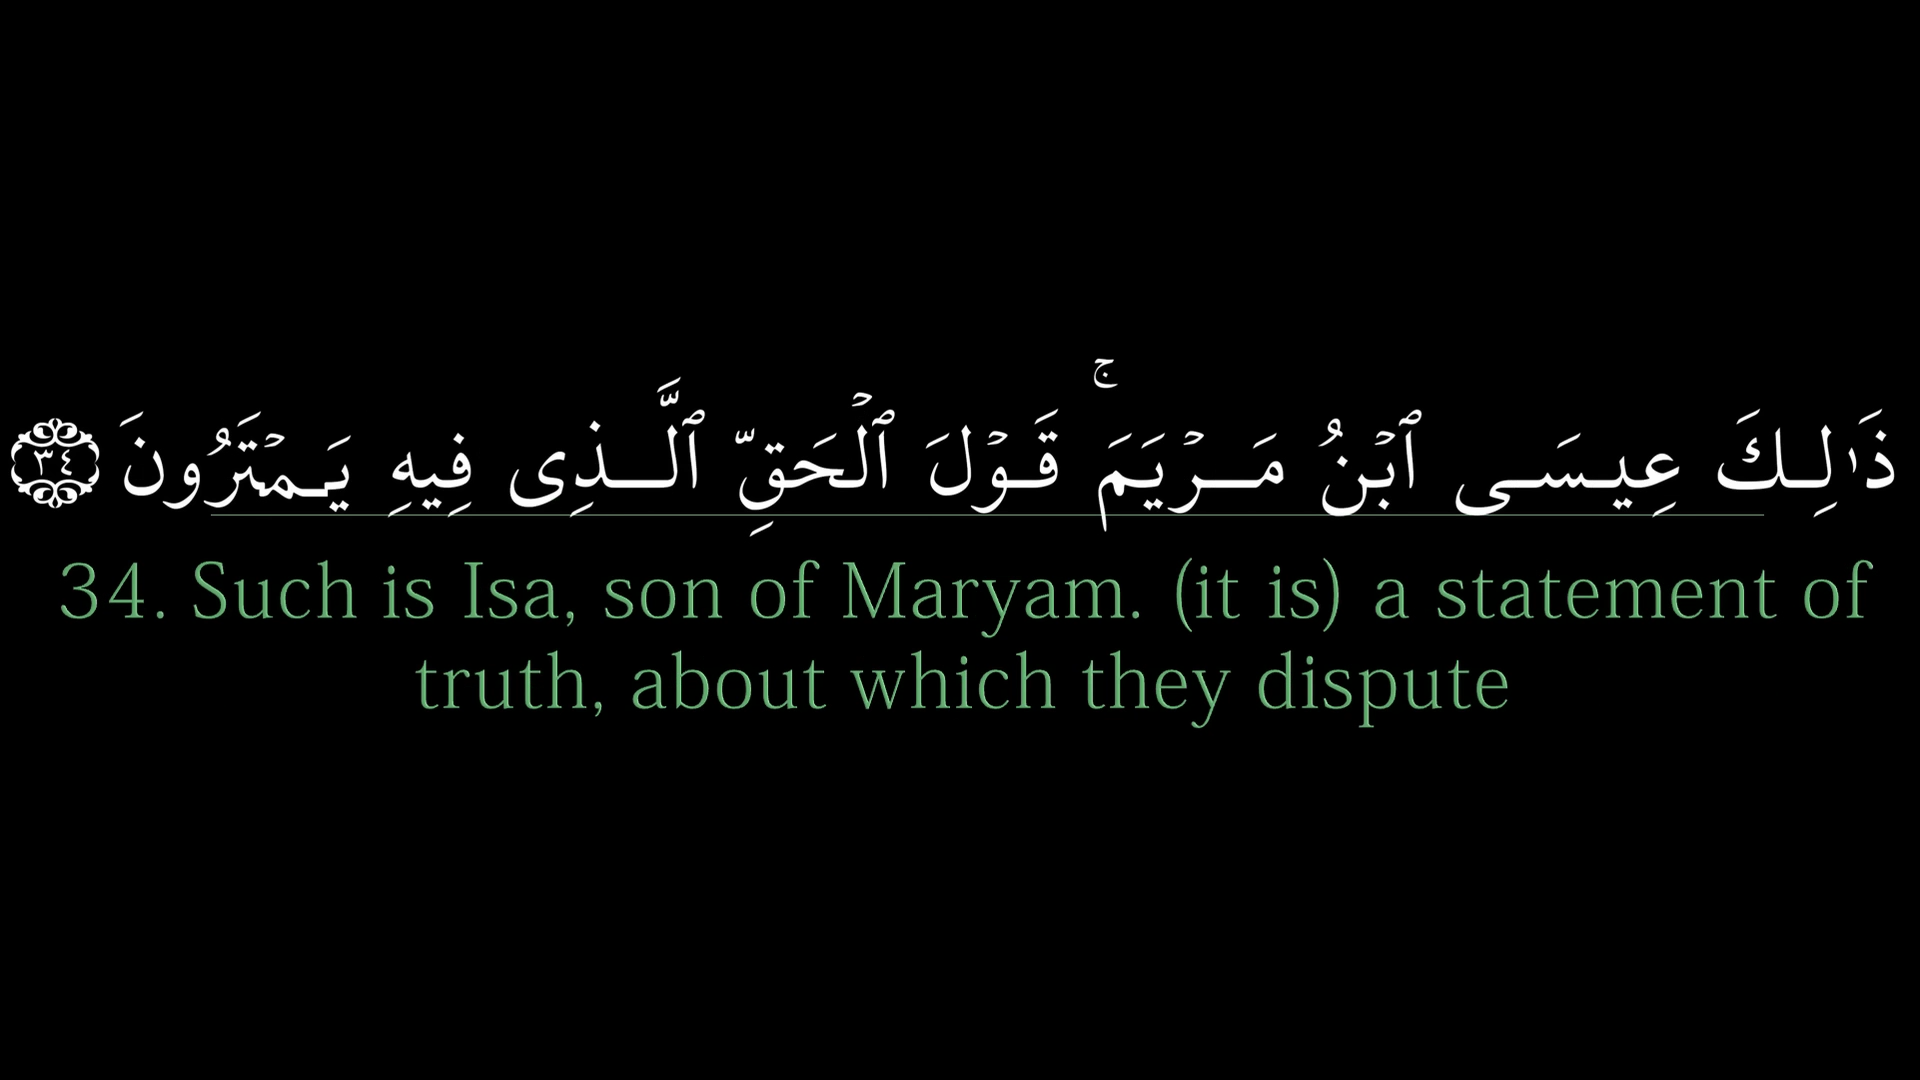 ذَٰلِكَ عِيسَى ٱبْنُ مَرْيَمَ ۚ قَوْلَ ٱلْحَقِّ ٱلَّذِى فِيهِ يَمْتَرُونَ ٣٤
34. Such is Isa, son of Maryam. (it is) a statement of
truth, about which they dispute